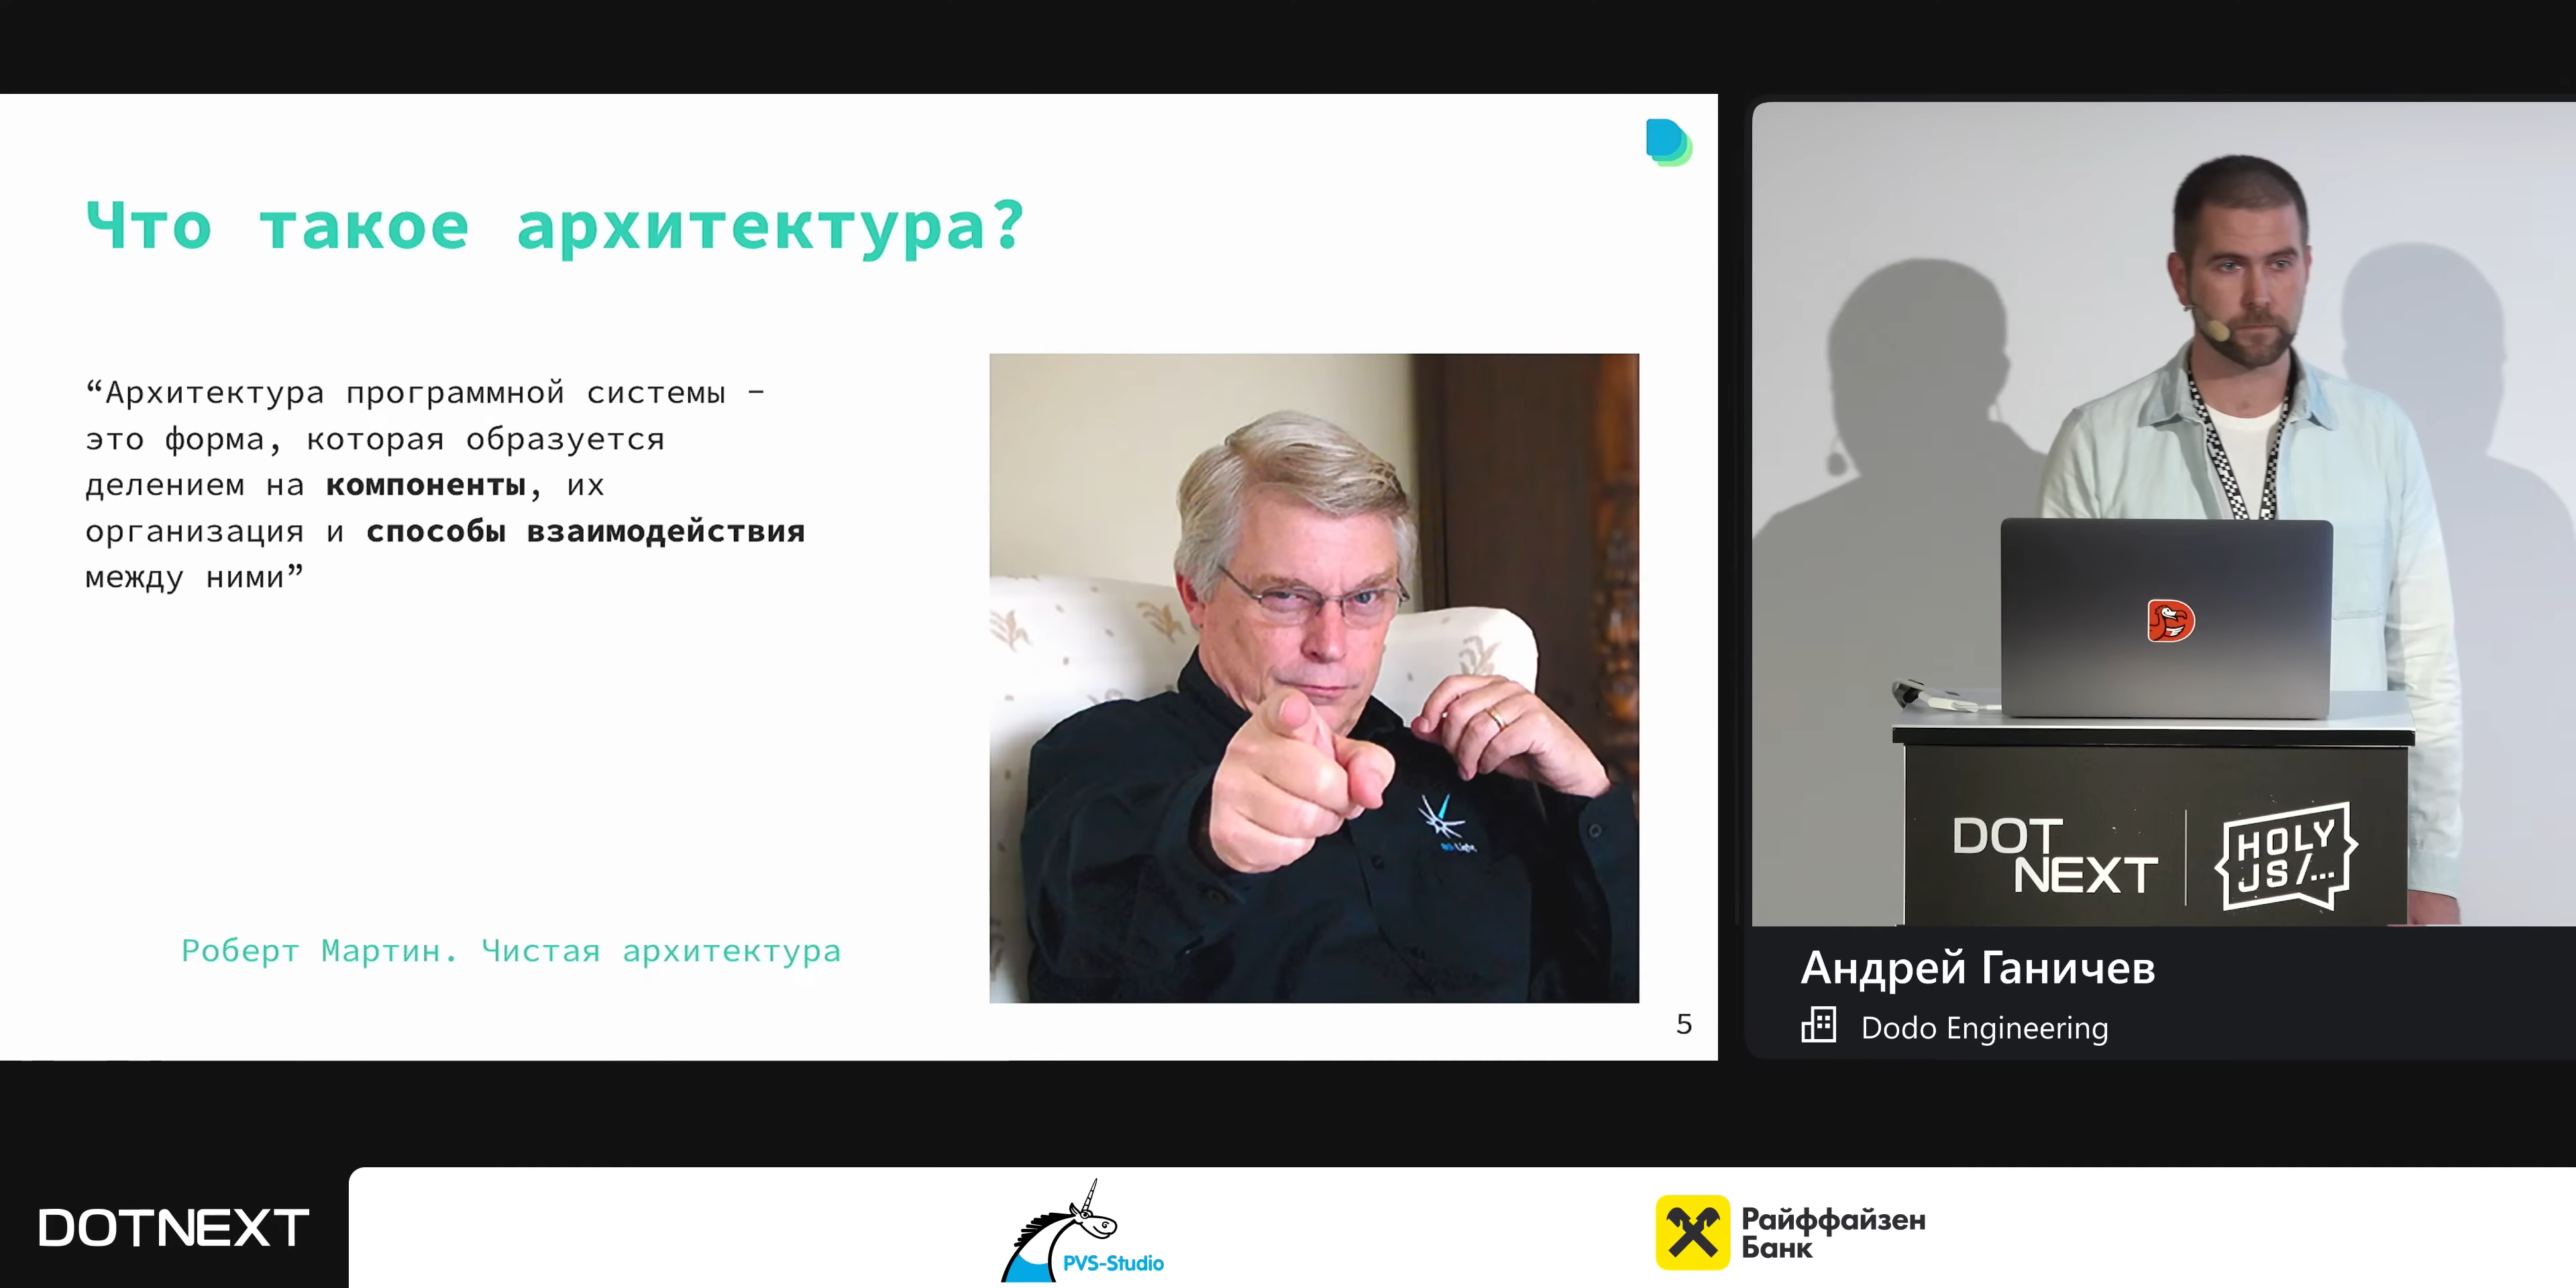 Что такое архитектура?
“Архитектура программной системы –
это форма, которая образуется
делением на компоненты, их
организация и способы взаимодействия
между ними”
Роберт Мартин. Чистая архитектура
5
DOT
NEXT
HOLY
JS/...
Андрей Ганичев
Dodo Engineering
DOTNEXT
PVS-Studio
Райффайзен
Банк